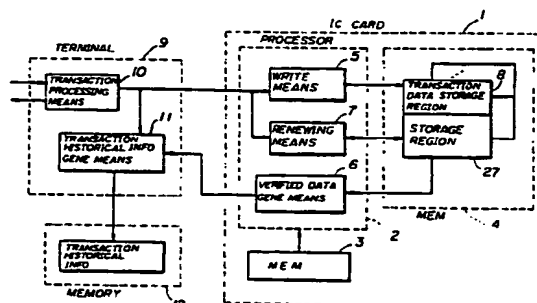 IC CARD
1
TERMINAL
9
PROCESSOR
5
TRANSACTION
PROCESSING
MEANS
10
WRITE
MEANS
8
TRANSACTION
DATA STORAGE
REGION
7
11
RENEWING
MEANS
STORAGE
REGION
TRANSACTION
HISTORICAL INFO
GENE MEANS
6
27
VERIFIED DATA
GENE MEANS
2
MEM
4
3
TRANSACTION
HISTORICAL
INFO
MEM
MEMORY